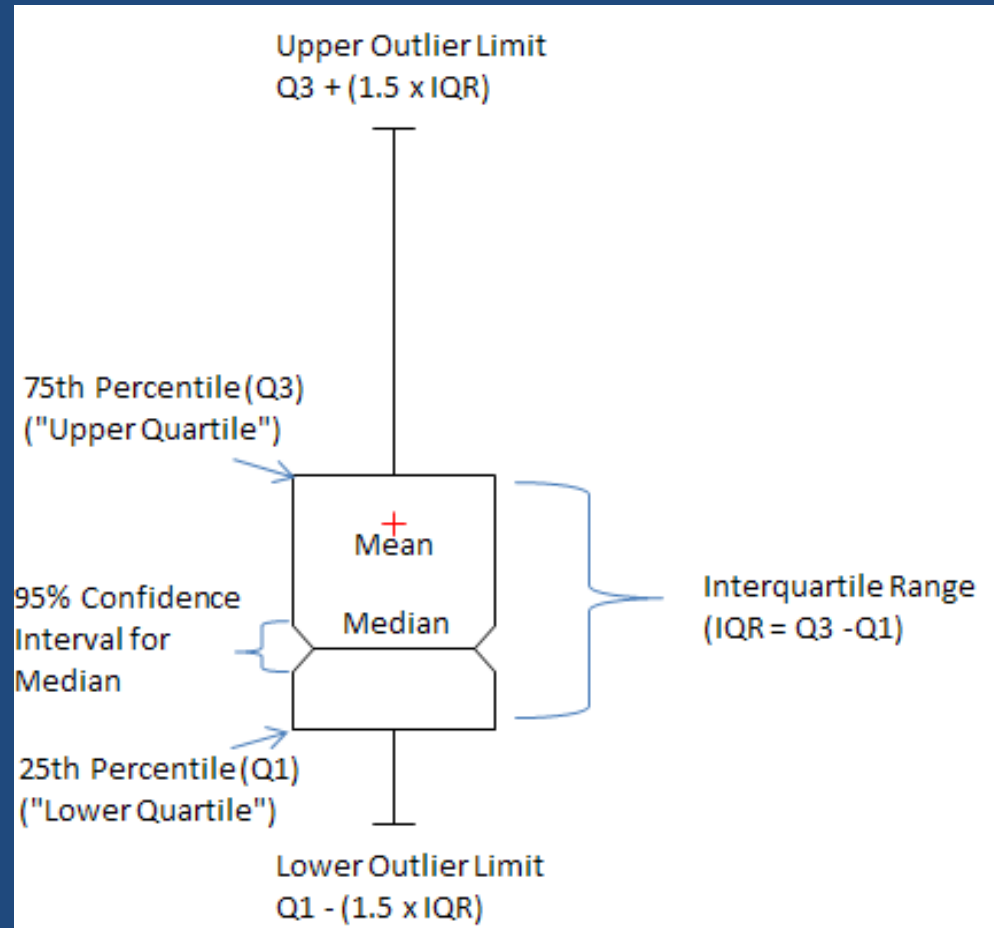 Upper Outlier Limit
Q3 + (1.5 x IQR)
75th Percentile (Q3)
("Upper Quartile")
Mean
95% Confidence
Interval for
Median
Median
Interquartile Range
(IQR = Q3 -Q1)
25th Percentile (Q1)
("Lower Quartile")
Lower Outlier Limit
Q1 - (1.5 x IQR)